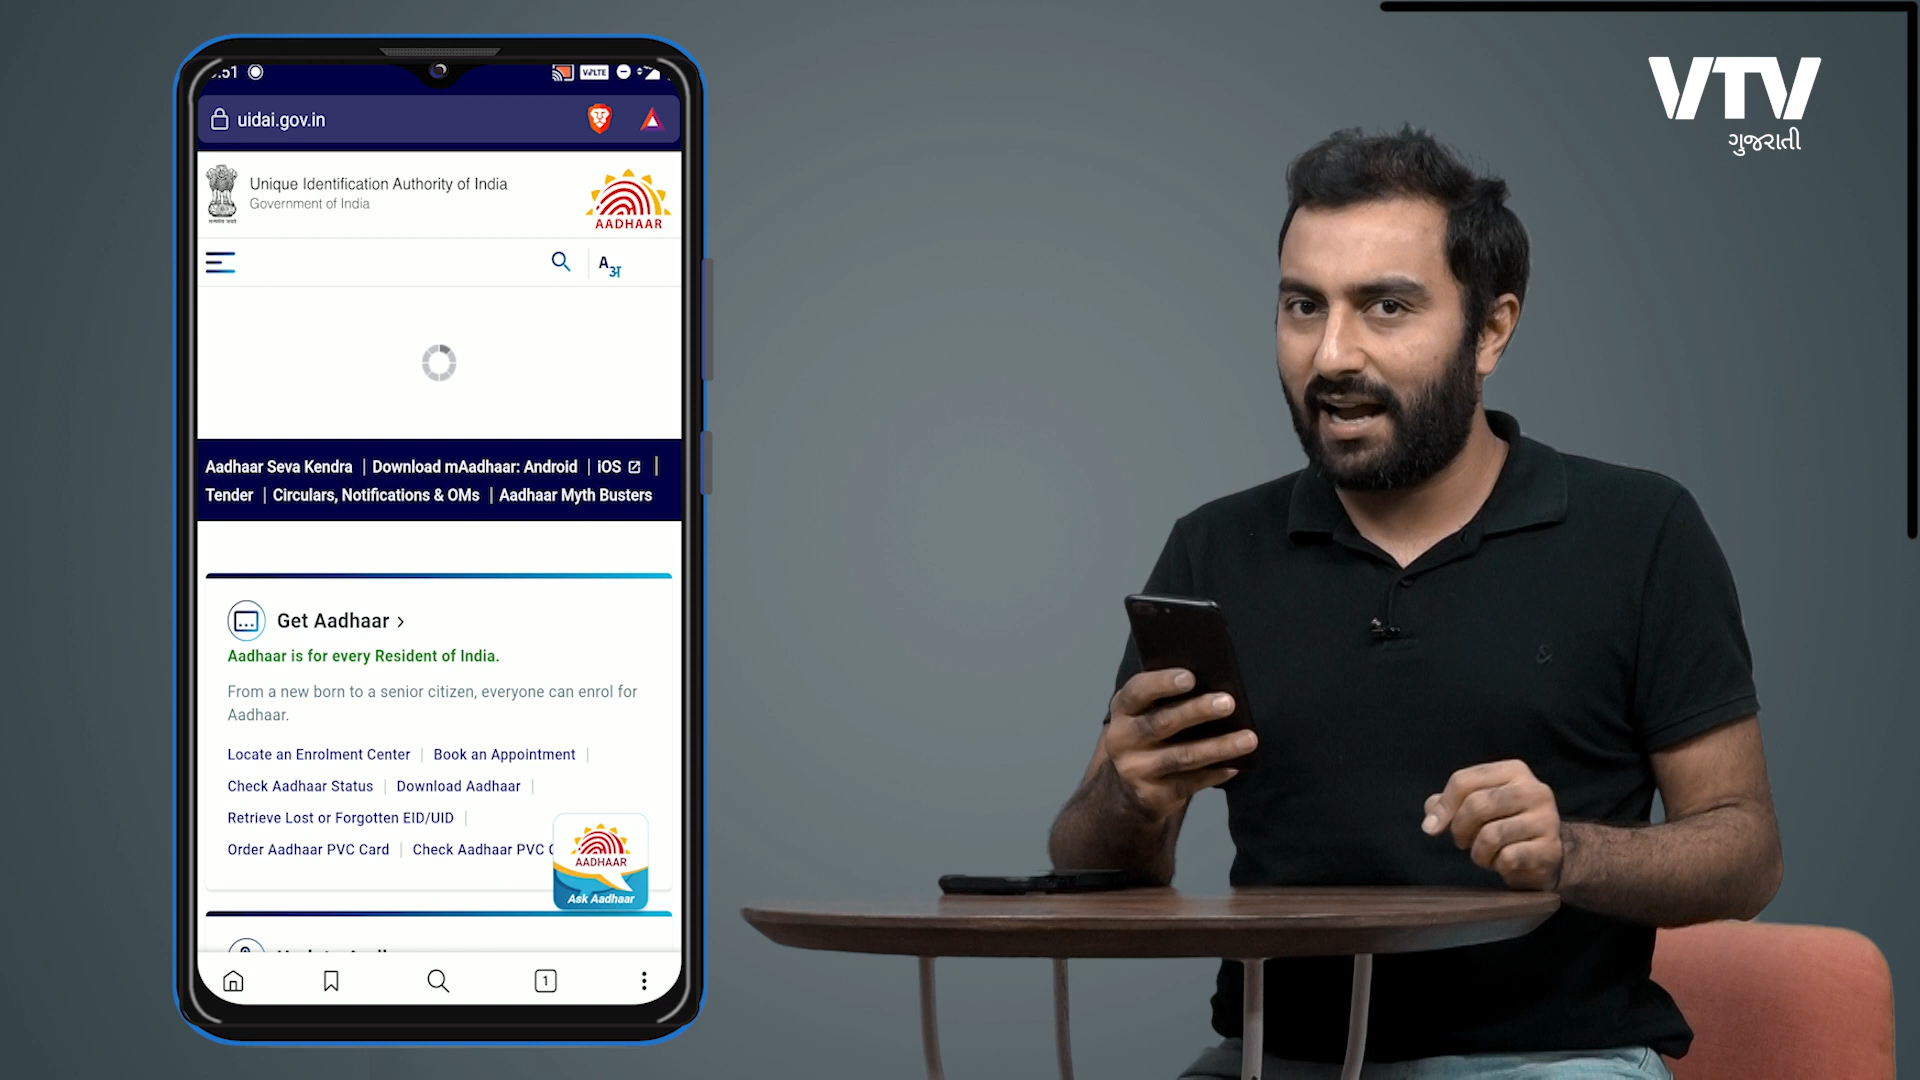 VoLTE
uidai.gov.in
Unique Identification Authority of India
Government of India
AADHAAR
A अ
Aadhaar Seva Kendra | Download mAadhaar: Android | iOS |
Tender | Circulars, Notifications & OMs | Aadhaar Myth Busters
Get Aadhaar >
Aadhaar is for every Resident of India.
From a new born to a senior citizen, everyone can enrol for
Aadhaar.
Locate an Enrolment Center | Book an Appointment |
Check Aadhaar Status | Download Aadhaar |
Retrieve Lost or Forgotten EID/UID |
Order Aadhaar PVC Card | Check Aadhaar PVC
AADHAAR
Ask Aadhaar
1
VTV
ગુજરાતી
&